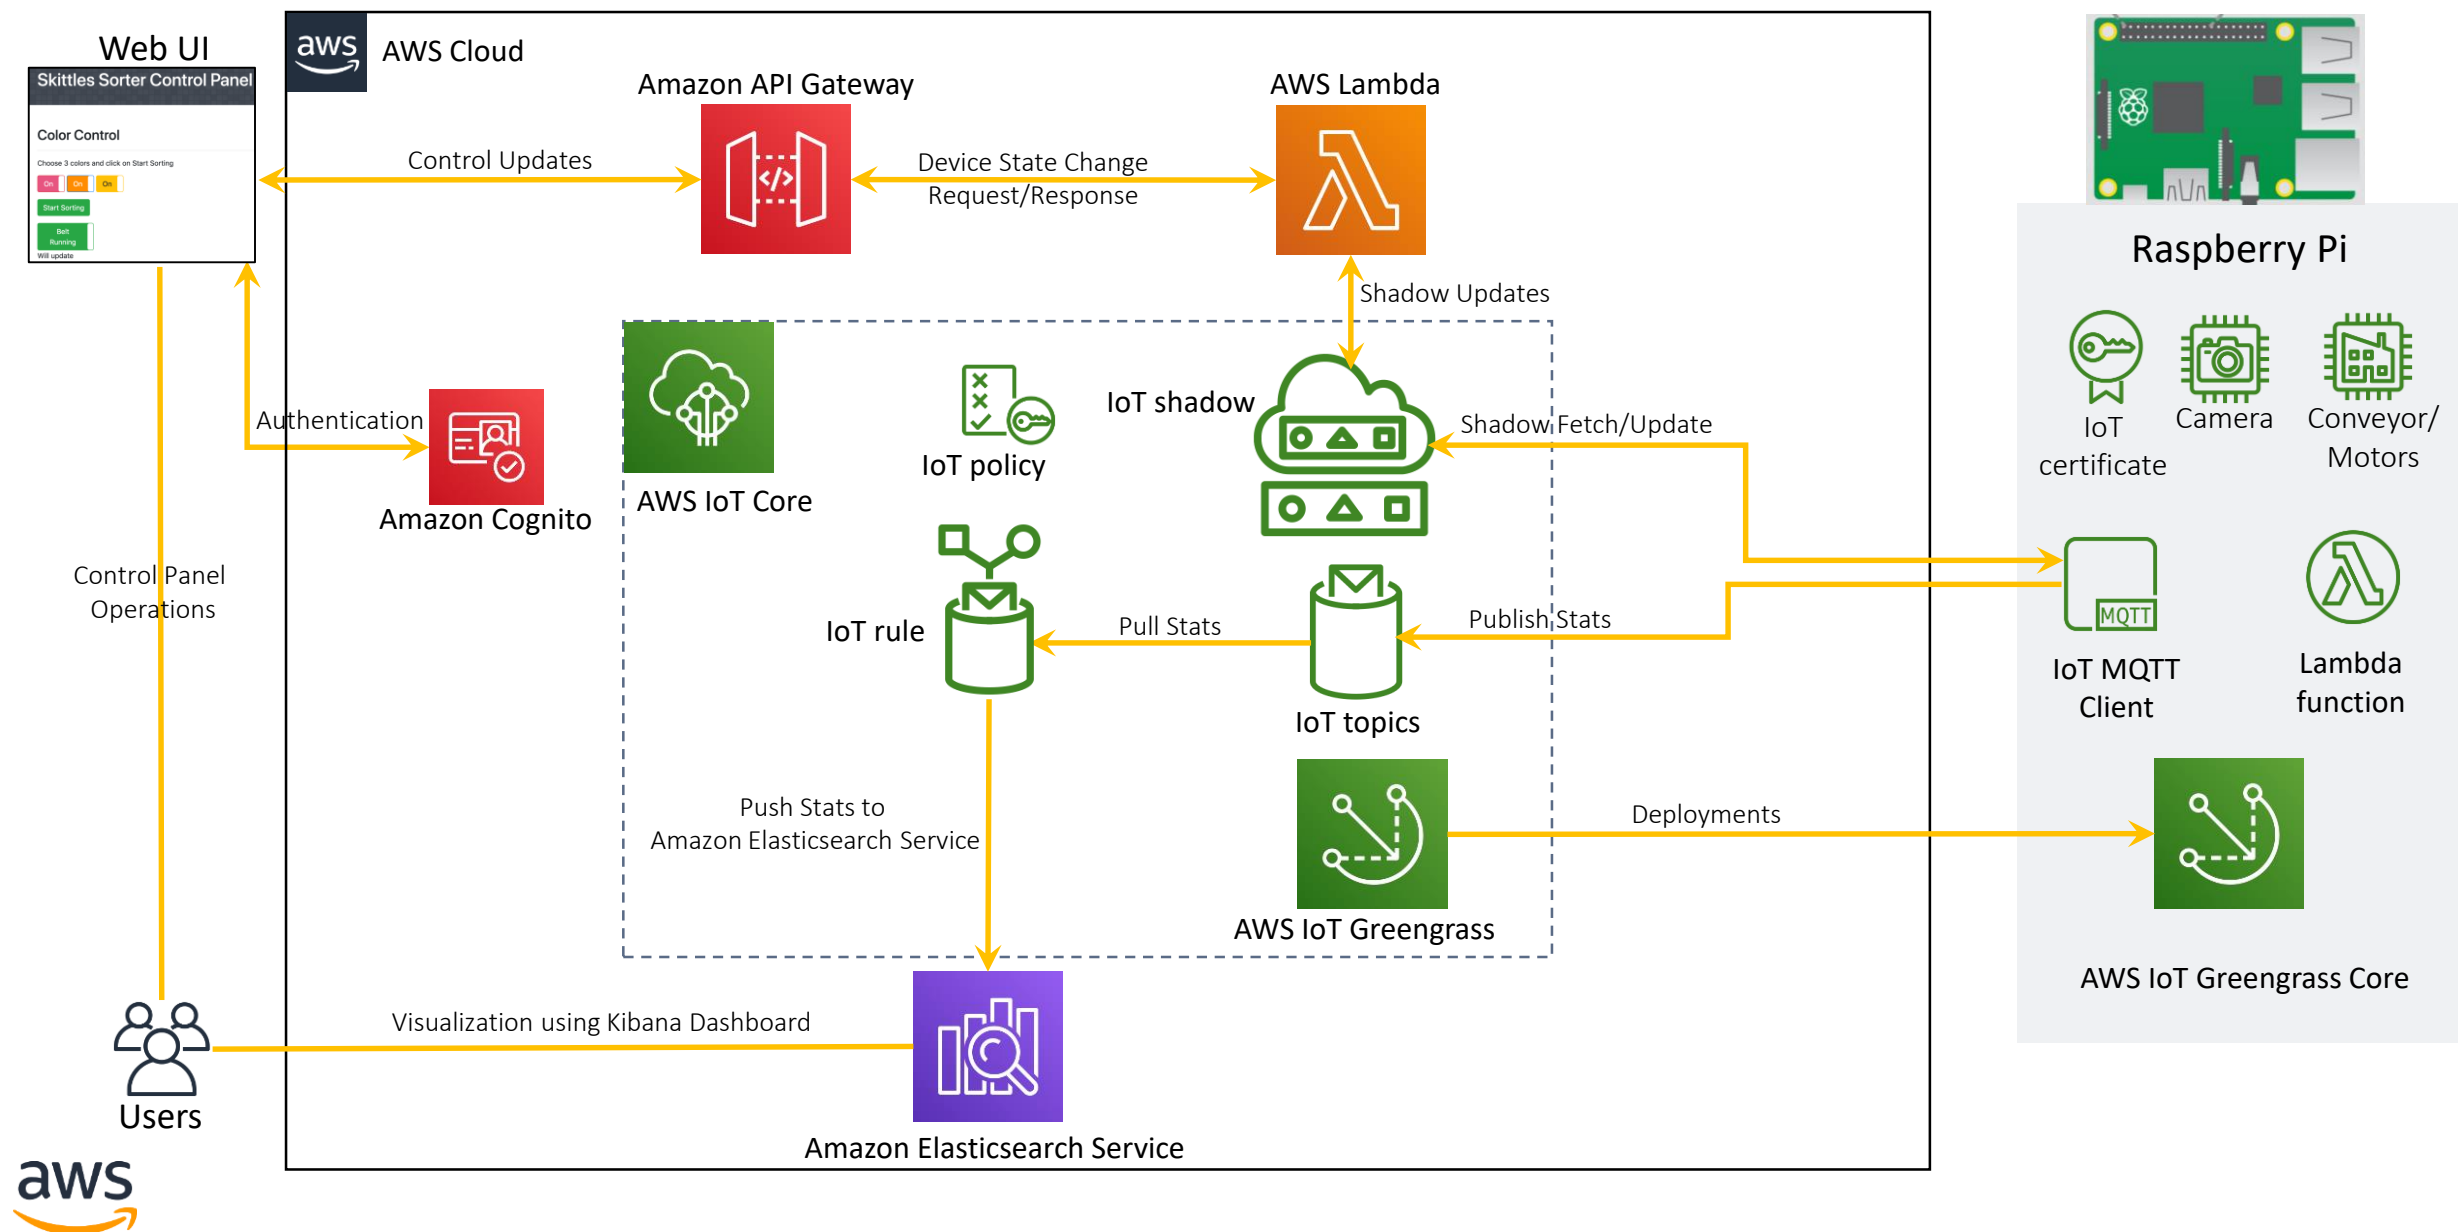 Web UI
Skittles Sorter Control Panel
Color Control
Choose 3 colors and click on Start Sorting
On
On
On
Start Sorting
Belt
Running
Will update
aws
AWS Cloud
Amazon API Gateway
AWS Lambda
Control Updates
Device State Change
Request/Response
Shadow Updates
Raspberry Pi
IoT
certificate
Camera
Conveyor/
Motors
Authentication
Amazon Cognito
AWS IoT Core
IoT policy
IoT shadow
Shadow Fetch/Update
Control Panel
Operations
IoT rule
Pull Stats
Publish Stats
IoT topics
MQTT
IoT MQTT
Client
Lambda
function
Push Stats to
Amazon Elasticsearch Service
Deployments
AWS IoT Greengrass
AWS IoT Greengrass Core
Visualization using Kibana Dashboard
Users
Amazon Elasticsearch Service
aws